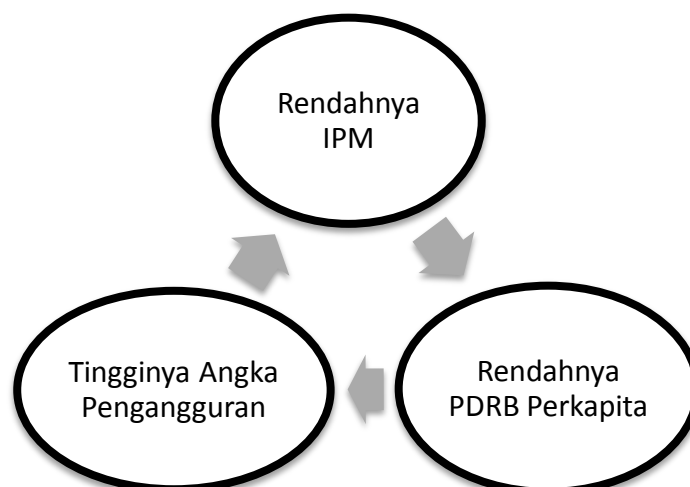 Rendahnya
IPM
Rendahnya
PDRB Perkapita
Tingginya Angka
Pengangguran